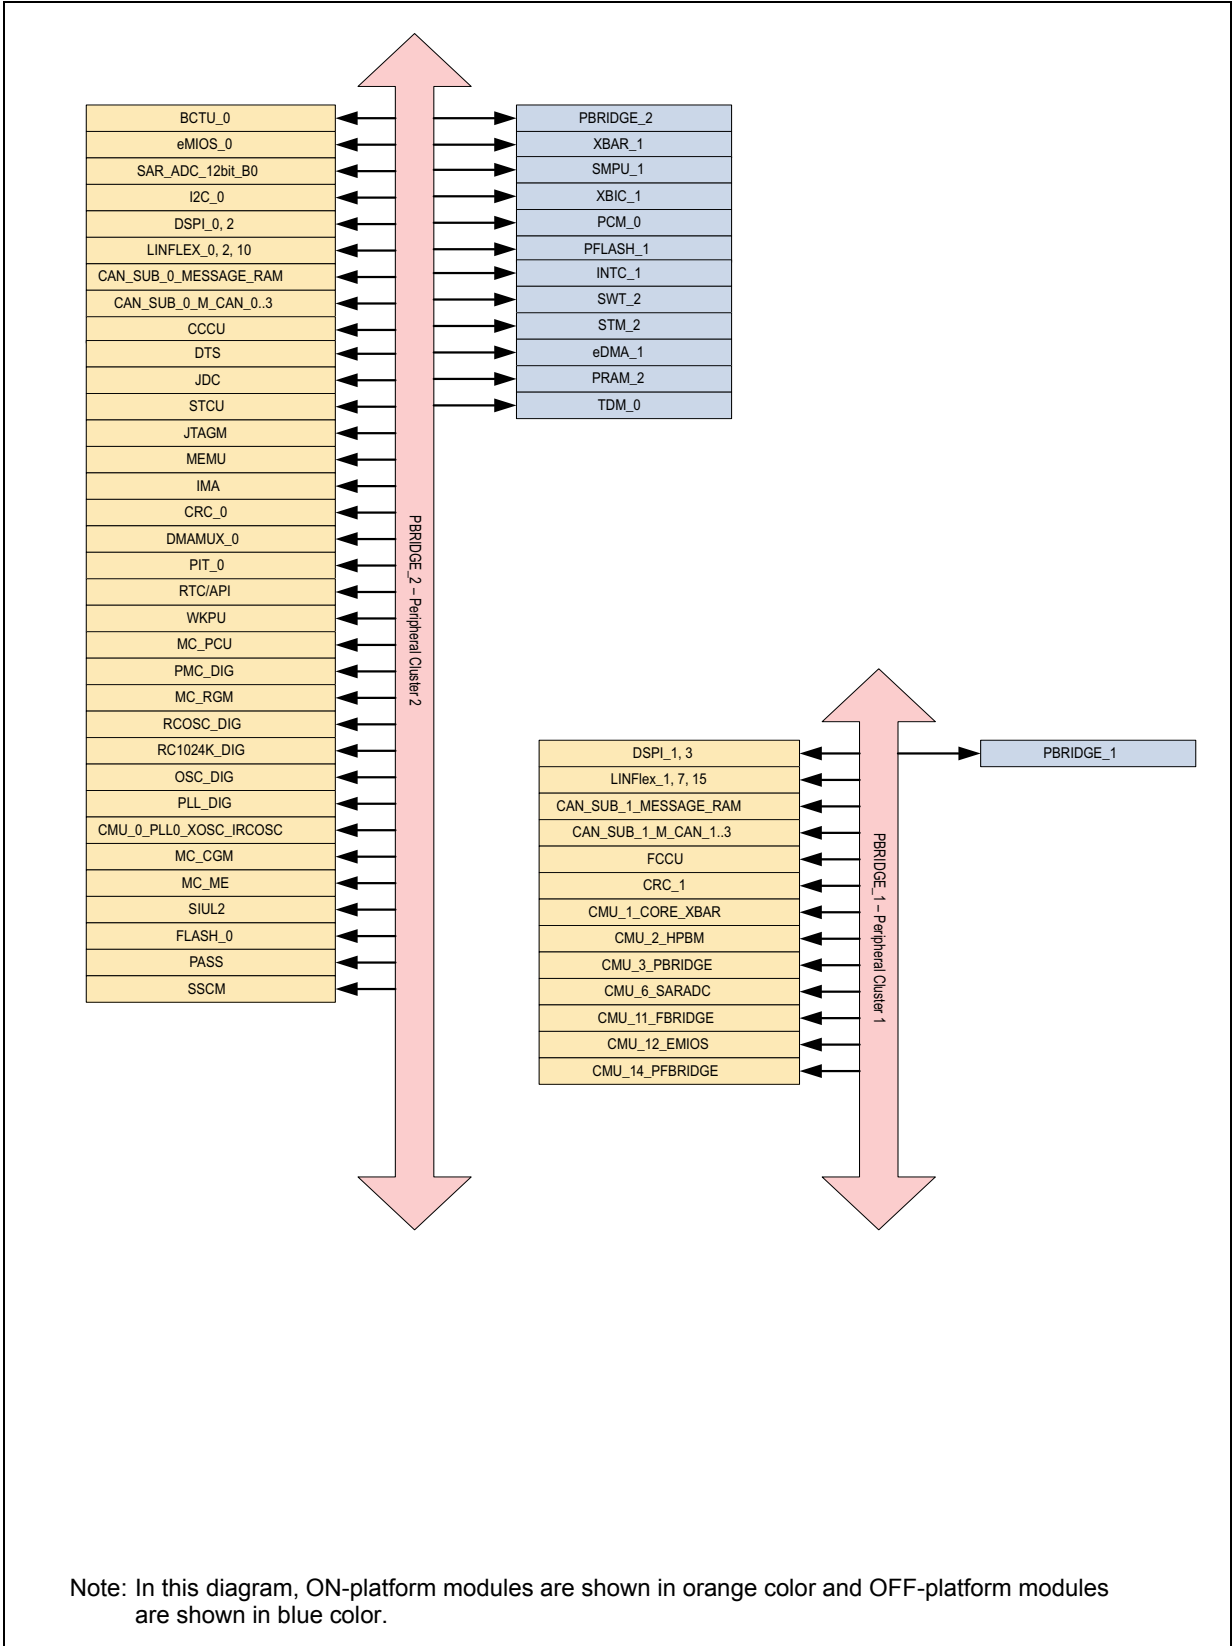 BCTU_0
eMIOS_0
SAR_ADC_12bit_B0
I2C_0
DSPI_0, 2
LINFLEX_0, 2, 10
CAN_SUB_0_MESSAGE_RAM
CAN_SUB_0_M_CAN_0..3
CCCU
DTS
JDC
STCU
JTAGM
MEMU
IMA
CRC_0
DMAMUX_0
PIT_0
RTC/API
WKPU
MC_PCU
PMC_DIG
MC_RGM
RCOSC_DIG
RC1024K_DIG
OSC_DIG
PLL_DIG
CMU_0_PLL0_XOSC_IRCOSC
MC_CGM
MC_ME
SIUL2
FLASH_0
PASS
SSCM
PBRIDGE_2 – Peripheral Cluster 2
PBRIDGE_2
XBAR_1
SMPU_1
XBIC_1
PCM_0
PFLASH_1
INTC_1
SWT_2
STM_2
eDMA_1
PRAM_2
TDM_0
DSPI_1, 3
LINFlex_1, 7, 15
CAN_SUB_1_MESSAGE_RAM
CAN_SUB_1_M_CAN_1..3
FCCU
CRC_1
CMU_1_CORE_XBAR
CMU_2_HPBM
CMU_3_PBRIDGE
CMU_6_SARADC
CMU_11_FBRIDGE
CMU_12_EMIOS
CMU_14_PFBRIDGE
PBRIDGE_1 – Peripheral Cluster 1
PBRIDGE_1
Note: In this diagram, ON-platform modules are shown in orange color and OFF-platform modules
are shown in blue color.